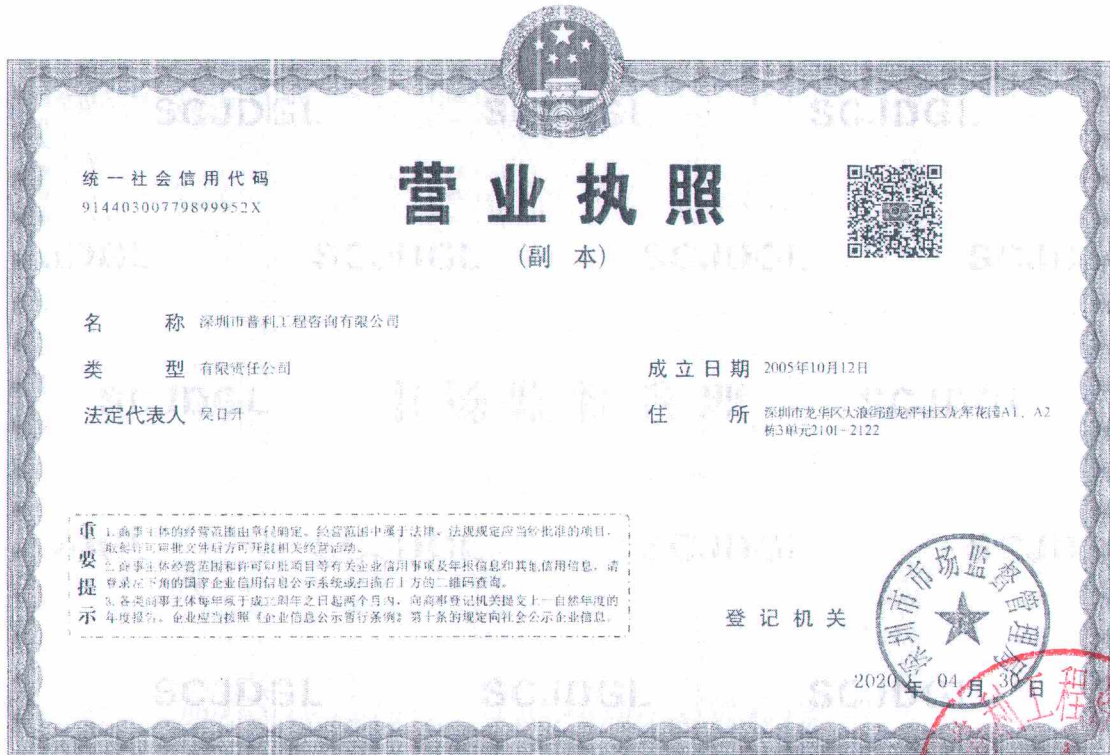 统一社会信用代码
91440300779899952X
营业执照
(副 本)
名 称 深圳市普利工程咨询有限公司
类 型 有限责任公司
法定代表人 吴日升
成立日期 2005年10月12日
住 所 深圳市龙华区大浪街道龙平社区龙军花园A1、A2
栋3单元2101-2122
重要提示
1.商事主体的经营范围由章程确定。经营范围中属于法律、法规规定应当经批准的项目,
取得许可审批文件后方可开展相关经营活动。
2.商事主体经营范围和许可审批项目等有关企业信用事项及年报信息和其他信用信息,请
登录左下角的国家企业信用信息公示系统或扫描右上方的二维码查询。
3.各类商事主体每年须于成立周年之日起两个月内,向商事登记机关提交上一自然年度的
年度报告。企业应当按照《企业信息公示暂行条例》第十条的规定向社会公示企业信息。
登记机关
深圳市市场监督管理局
2020年04月30日
利工程
SCJDGL